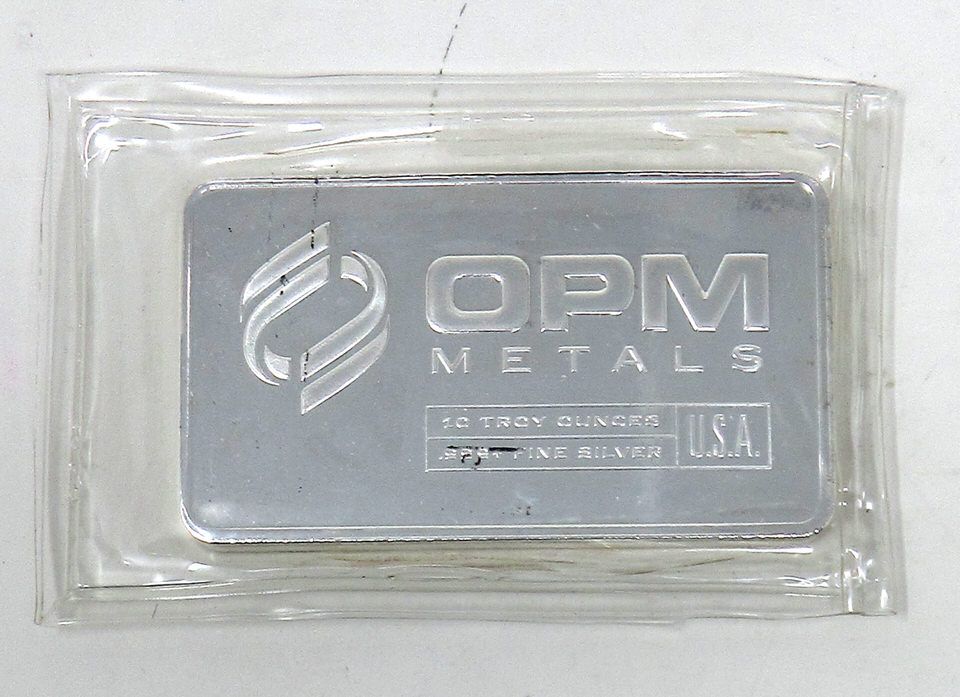 OPM
METALS
10 TROY OUNCES
FINE SILVER
U.S.A.